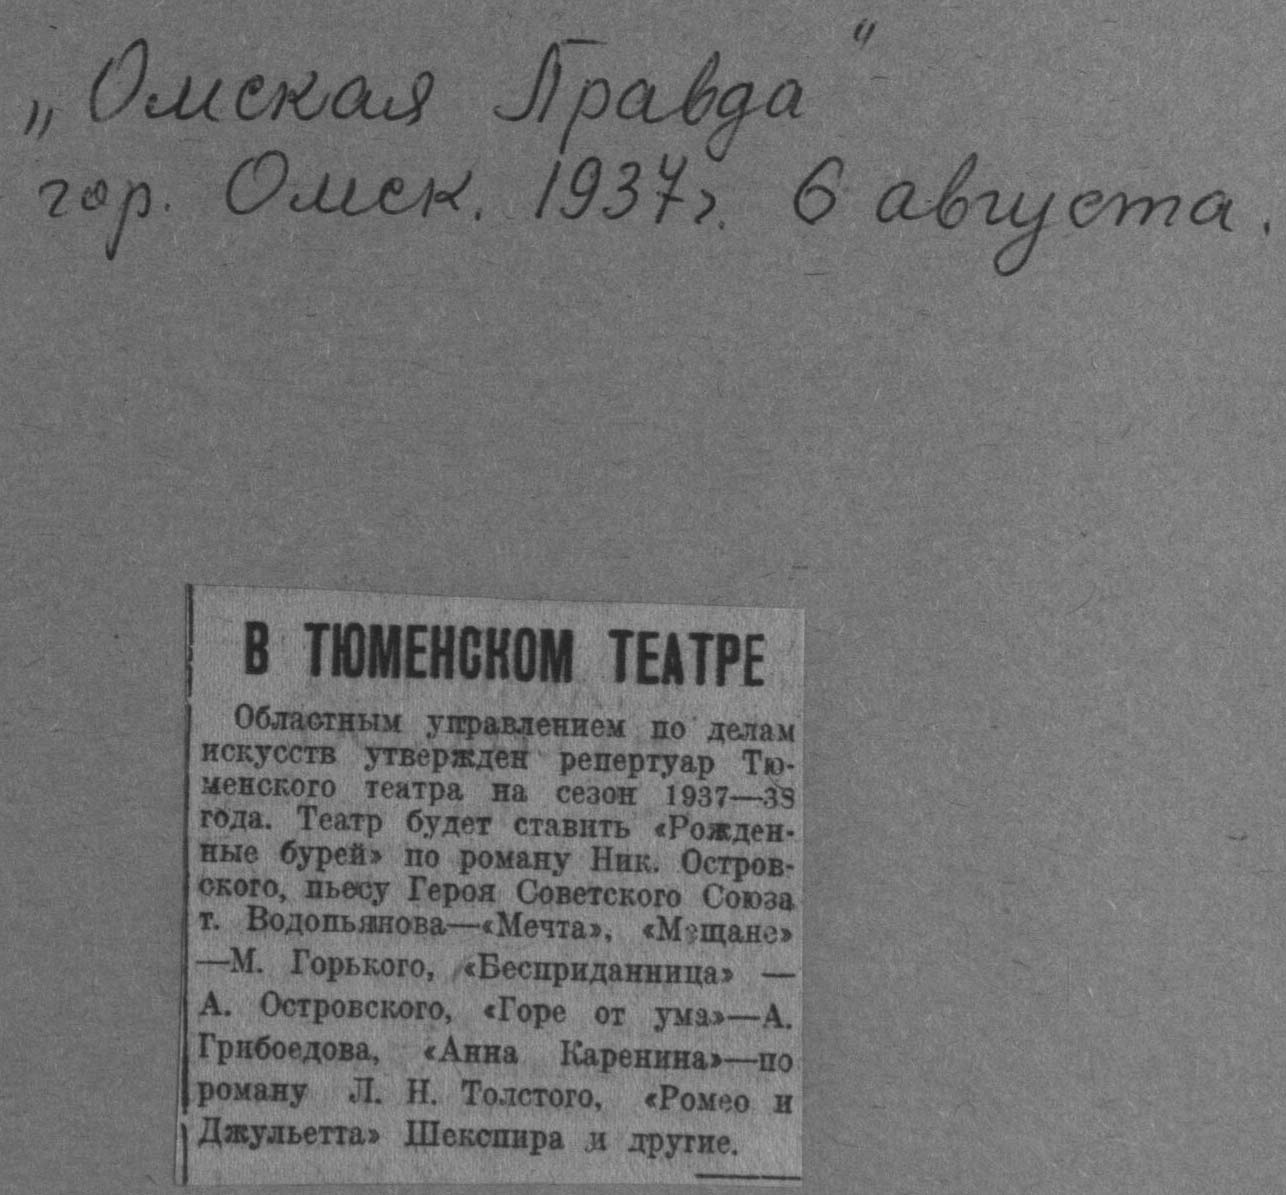 „Омская Правда"
гор. Омск. 1937г. 6 августа.
В ТЮМЕНСКОМ ТЕАТРЕ
Областным управлением по делам
искусств утвержден репертуар Тю-
менского театра на сезон 1937—38
года. Театр будет ставить «Рожден-
ные бурей» по роману Ник. Остров-
ского, пьесу Героя Советского Союза
т. Водопьянова—«Мечта», «Мещане»
—М. Горького, «Бесприданница» —
А. Островского, «Горе от ума»—А.
Грибоедова, «Анна Каренина»—по
роману Л. Н. Толстого, «Ромео и
Джульетта» Шекспира и другие.